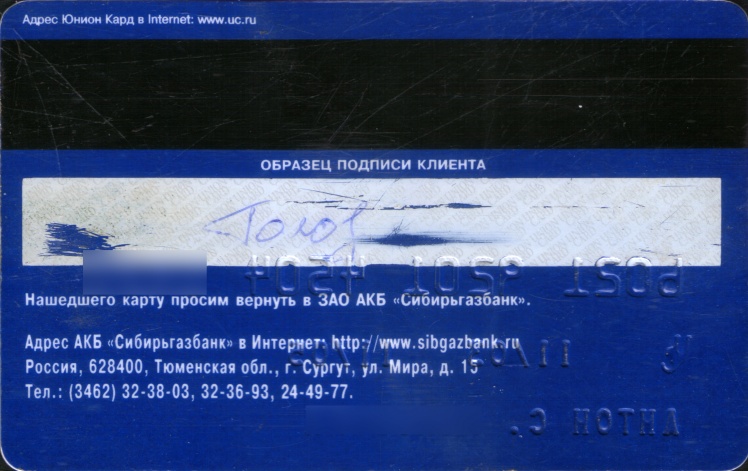 Адрес Юнион Кард в Internet: www.uc.ru
ОБРАЗЕЦ ПОДПИСИ КЛИЕНТА
Голов
Нашедшего карту просим вернуть в ЗАО АКБ «Сибирьгазбанк».
Адрес АКБ «Сибирьгазбанк» в Интернет: http://www.sibgazbank.ru
Россия, 628400, Тюменская обл., г. Сургут, ул. Мира, д. 15
Тел.: (3462) 32-38-03, 32-36-93, 24-49-77.
АНТОН С.